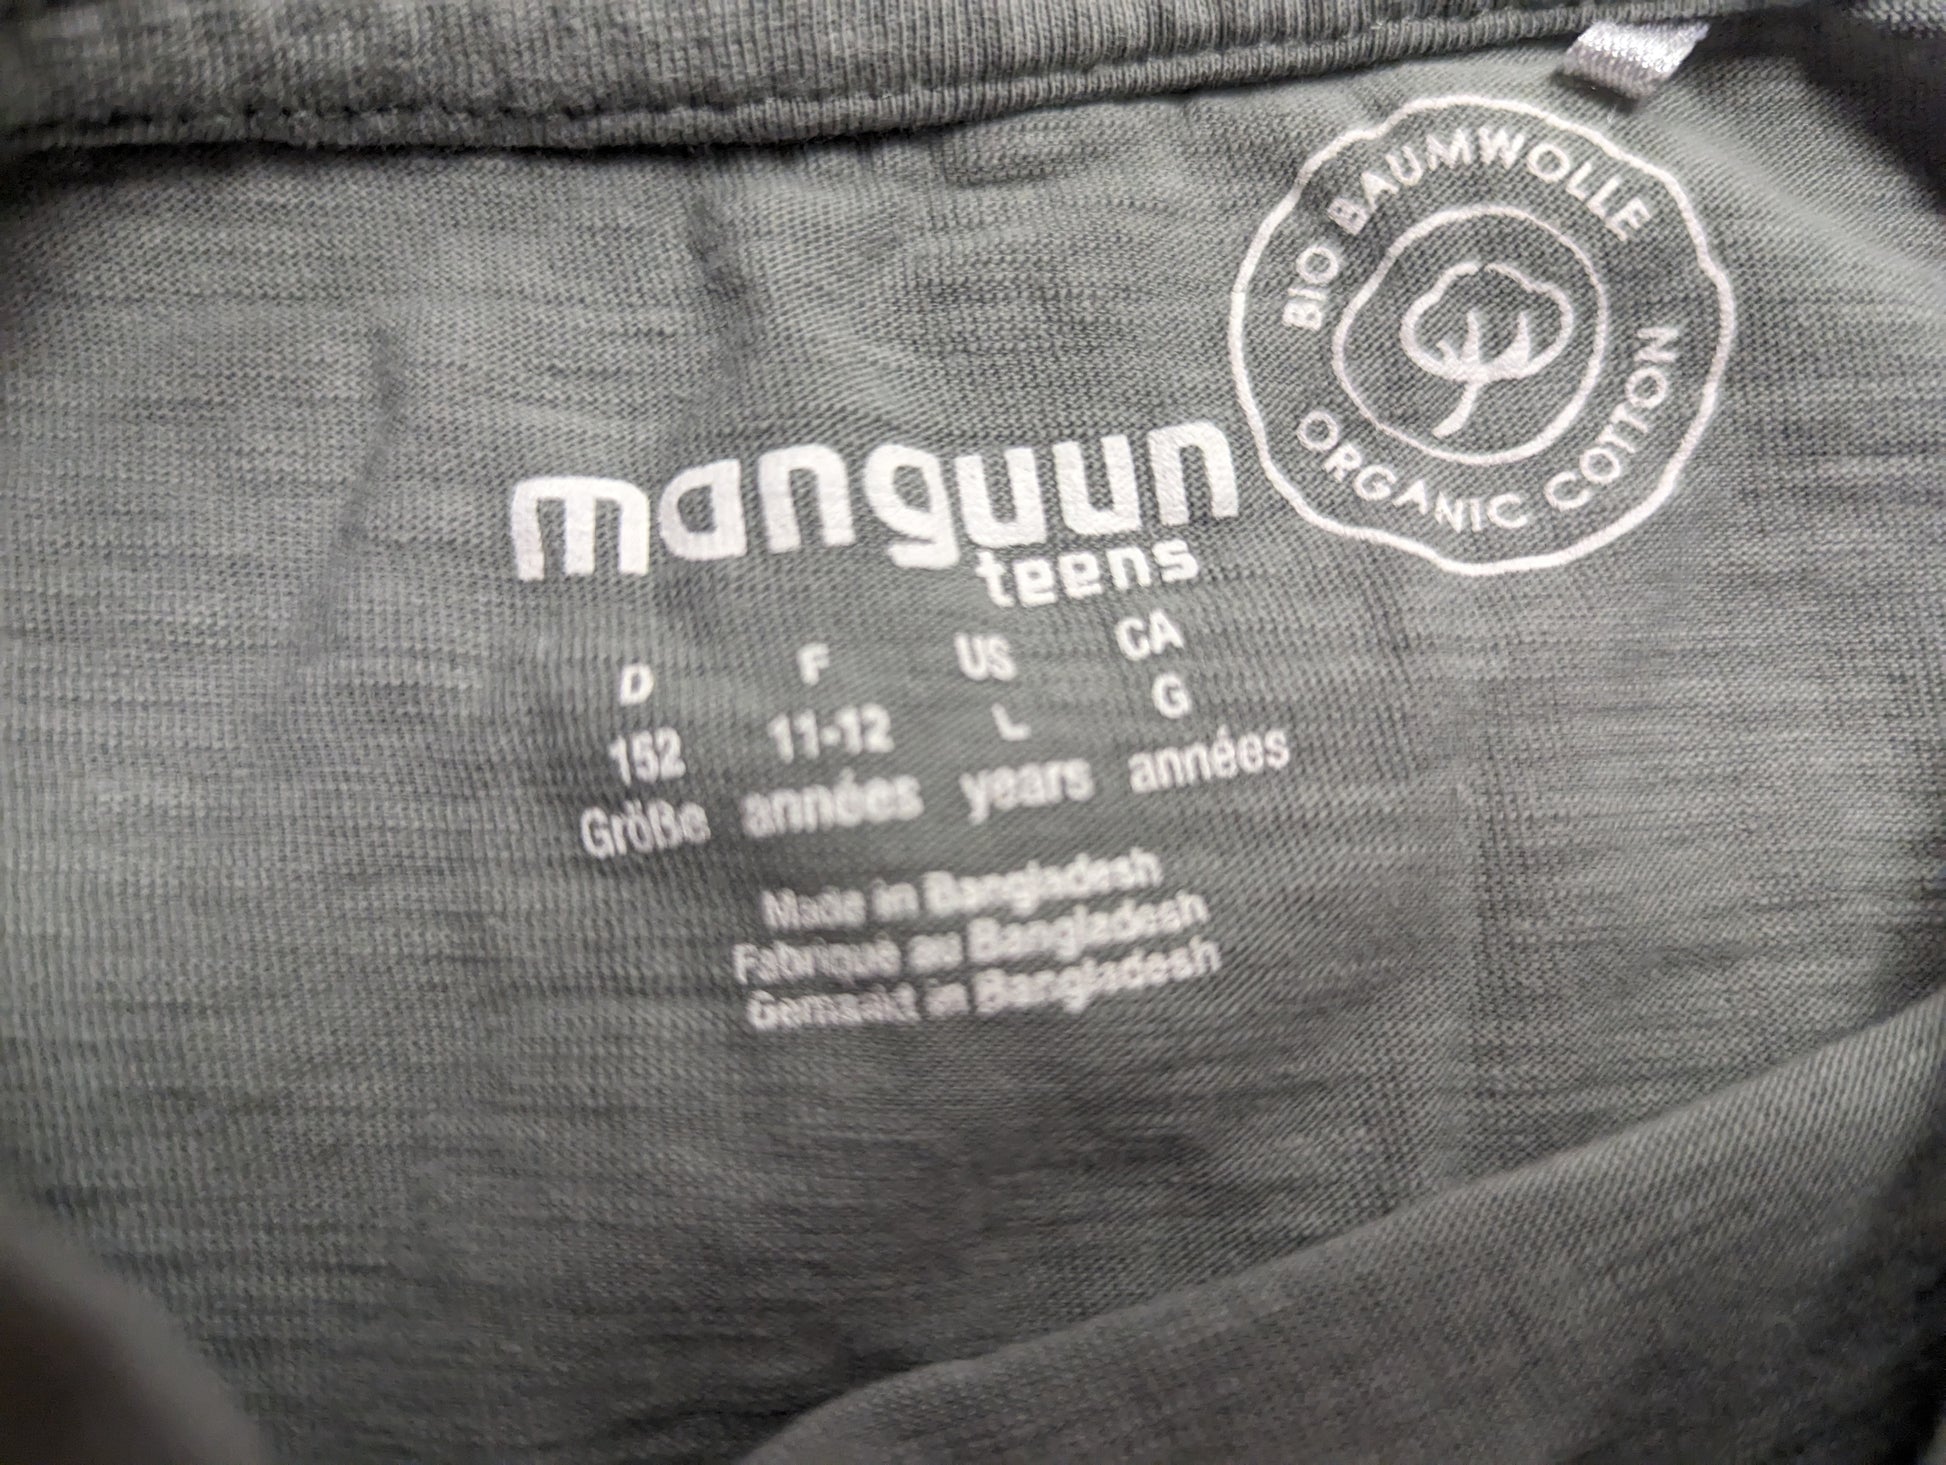 BIO BAUMWOLLE
ORGANIC COTTON
manguun
teens
D F US CA
152 11-12 L G
Größe années years années
Made in Bangladesh
Fabriqué au Bangladesh
Gemaakt in Bangladesh